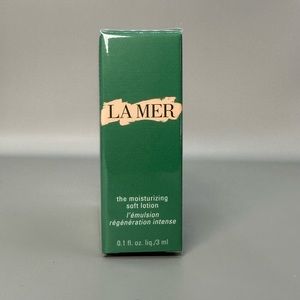 LA MER
the moisturizing
soft lotion
l'émulsion
régénération intense
0.1 fl. oz. liq./3 ml